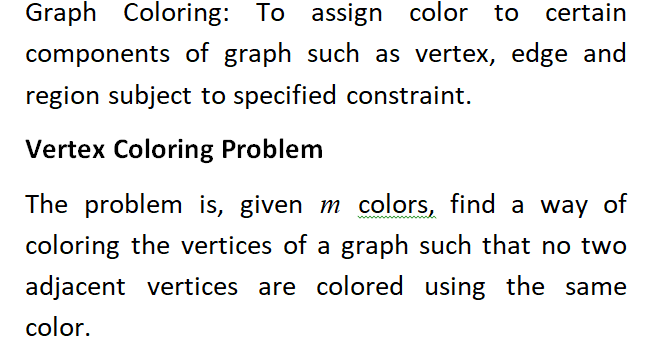 Graph Coloring: To assign color to certain
components of graph such as vertex, edge and
region subject to specified constraint.
Vertex Coloring Problem
The problem is, given m colors, find a way of
coloring the vertices of a graph such that no two
adjacent vertices are colored using the same
color.